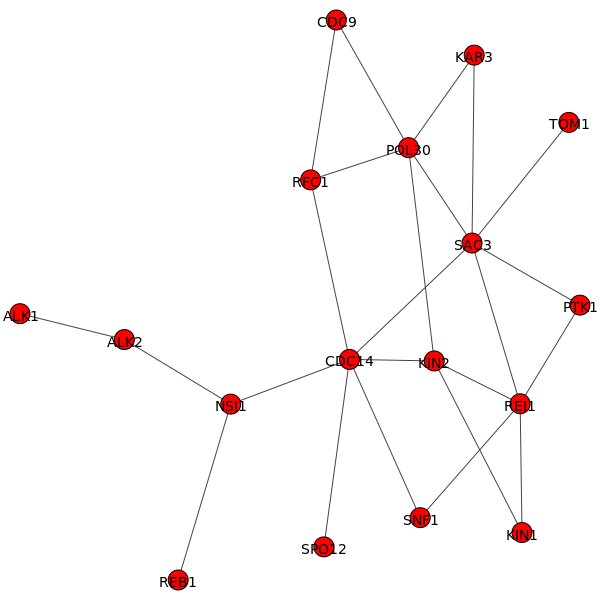 CDC9
KAR3
TOM1
POL30
RFC1
SAC3
PTK1
ALK1
ALK2
CDC14
KIN2
NSI1
REI1
SNF1
KIN1
SPO12
REB1